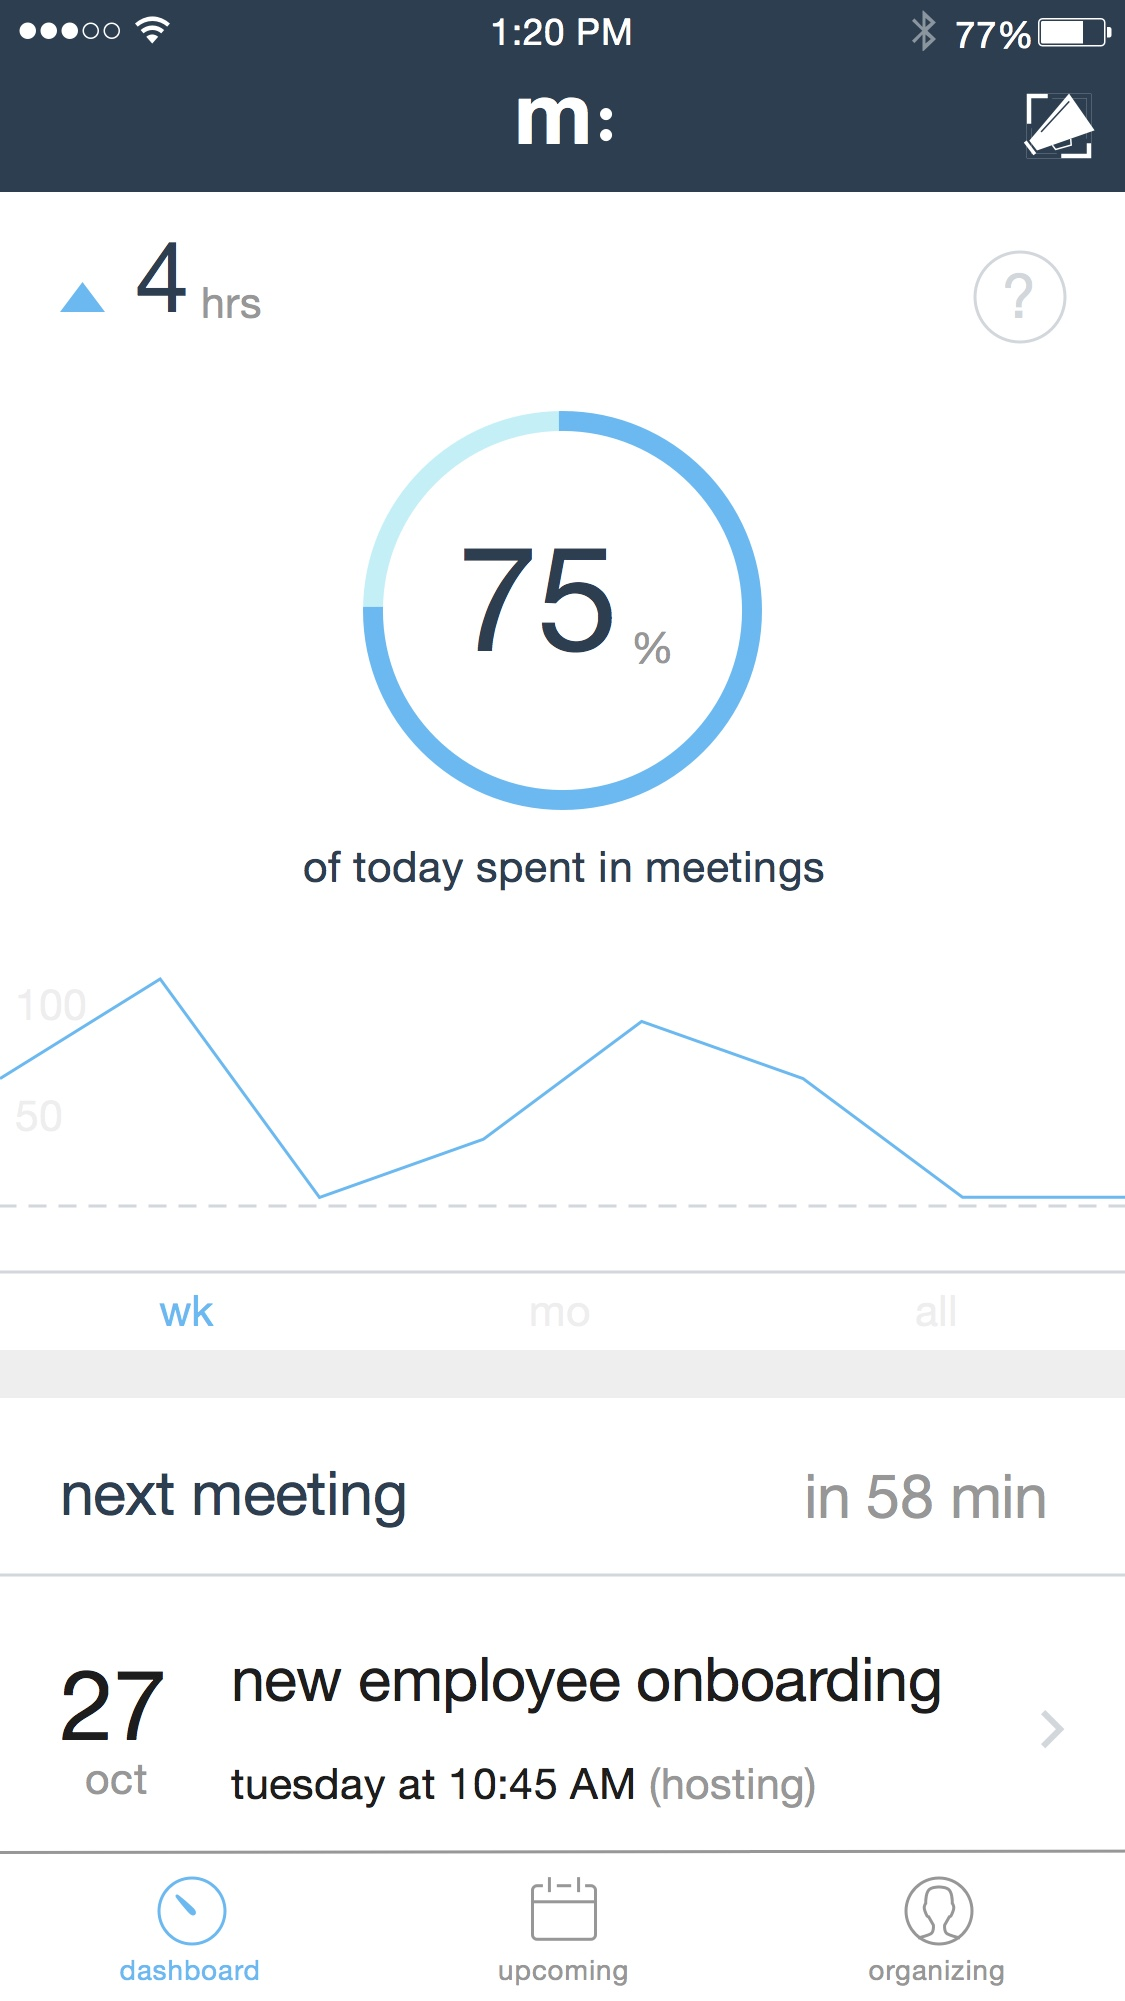 1:20 PM
77%
m:
4 hrs
?
75 %
of today spent in meetings
100
50
wk mo all
next meeting in 58 min
27 oct
new employee onboarding
tuesday at 10:45 AM (hosting)
dashboard upcoming organizing